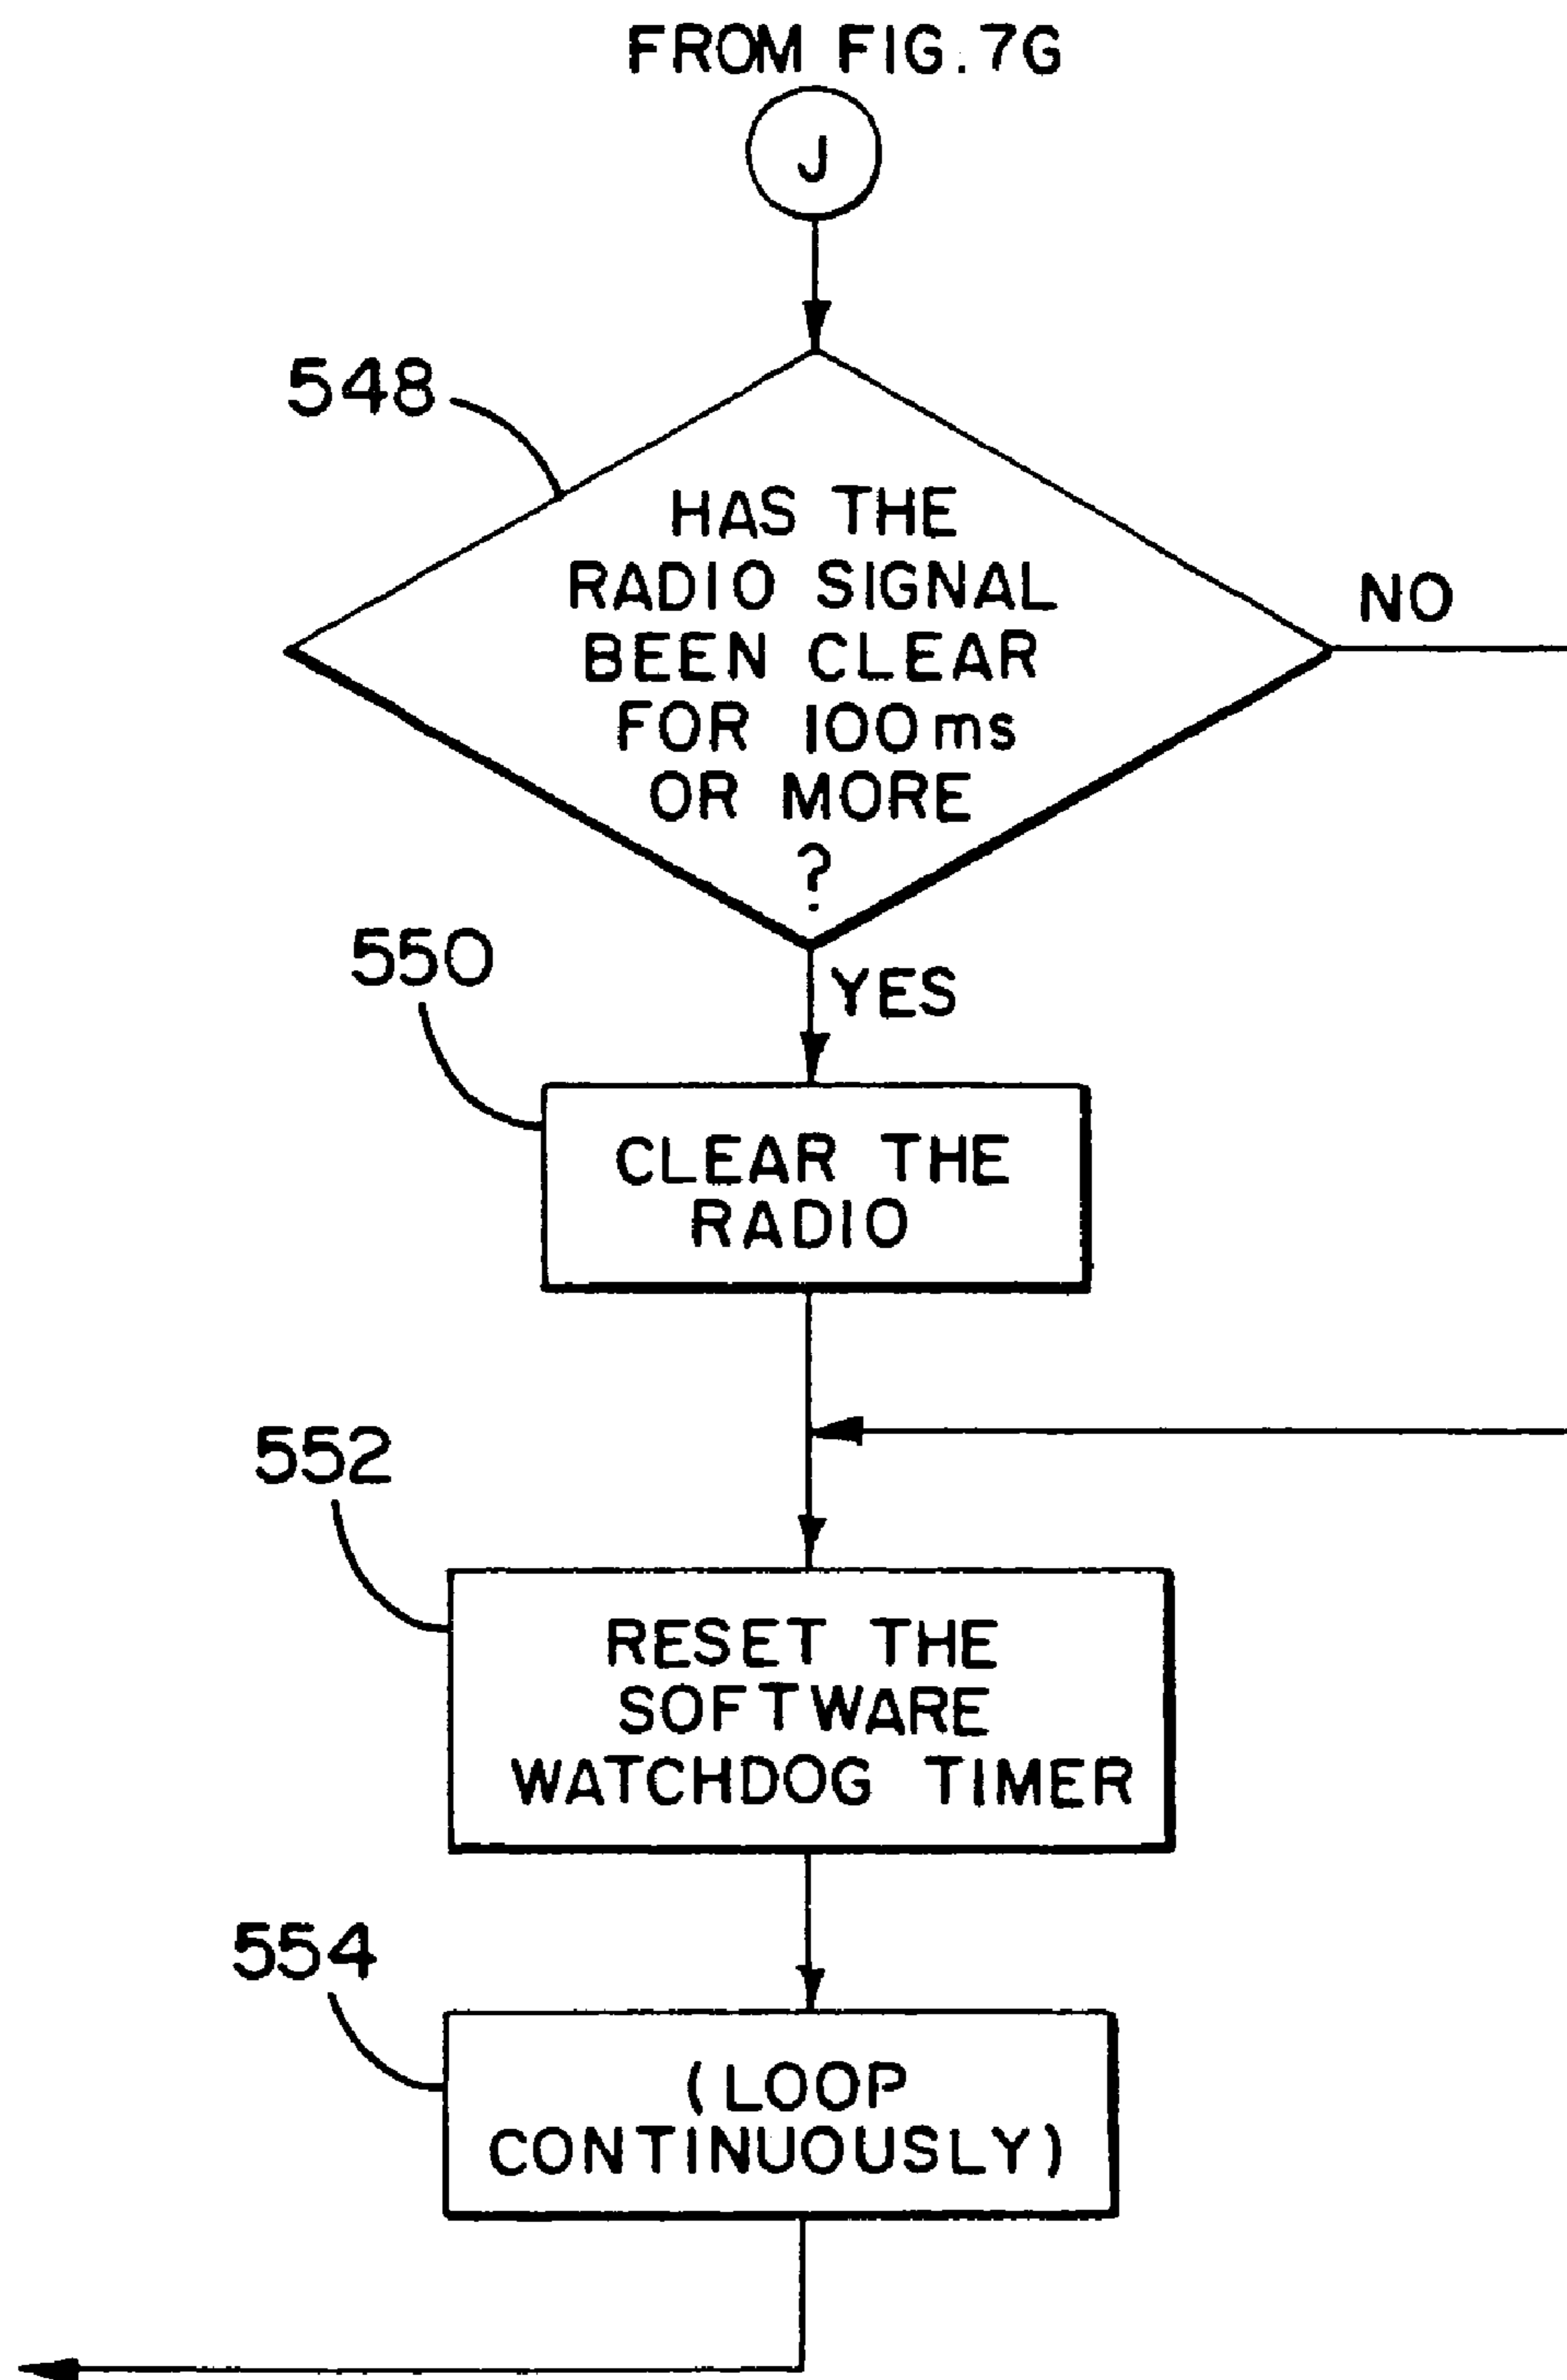 FROM FIG. 7G
J
548
HAS THE
RADIO SIGNAL
BEEN CLEAR
FOR 100ms
OR MORE
?
NO
550
YES
CLEAR THE
RADIO
552
RESET THE
SOFTWARE
WATCHDOG TIMER
554
(LOOP
CONTINUOUSLY)